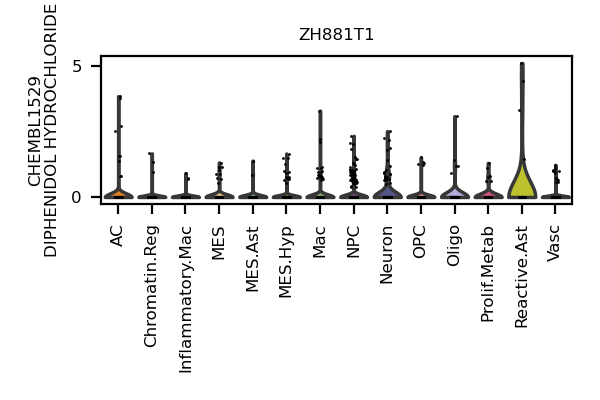 ZH881T1
CHEMBL1529
DIPHENIDOL HYDROCHLORIDE
5
0
AC
Chromatin.Reg
Inflammatory.Mac
MES
MES.Ast
MES.Hyp
Mac
NPC
Neuron
OPC
Oligo
Prolif.Metab
Reactive.Ast
Vasc